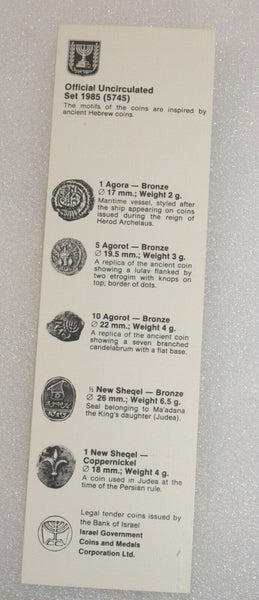 Official Uncirculated
Set 1985 (5745)
The motifs of the coins are inspired by
ancient Hebrew coins.
1 Agora — Bronze
∅ 17 mm.; Weight 2 g.
Maritime vessel, styled after
the ship appearing on coins
issued during the reign of
Herod Archelaus.
5 Agorot — Bronze
∅ 19.5 mm.; Weight 3 g.
A replica of the ancient coin
showing a lulav flanked by
two etrogim with knops on
top; border of dots.
10 Agorot — Bronze
∅ 22 mm.; Weight 4 g.
A replica of the ancient coin
showing a seven branched
candelabrum with a flat base.
½ New Sheqel — Bronze
∅ 26 mm.; Weight 6.5 g.
Seal belonging to Ma'adana
the King's daughter (Judea).
1 New Sheqel —
Coppernickel
∅ 18 mm.; Weight 4 g.
A coin used in Judea at the
time of the Persian rule.
Legal tender coins issued by
the Bank of Israel
Israel Government
Coins and Medals
Corporation Ltd.